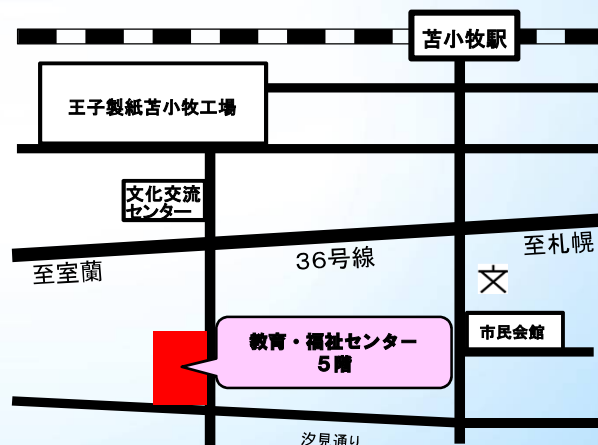 苫小牧駅
王子製紙苫小牧工場
文化交流
センター
至札幌
36号線
至室蘭
文
市民会館
教育・福祉センター
５階
汐見通り